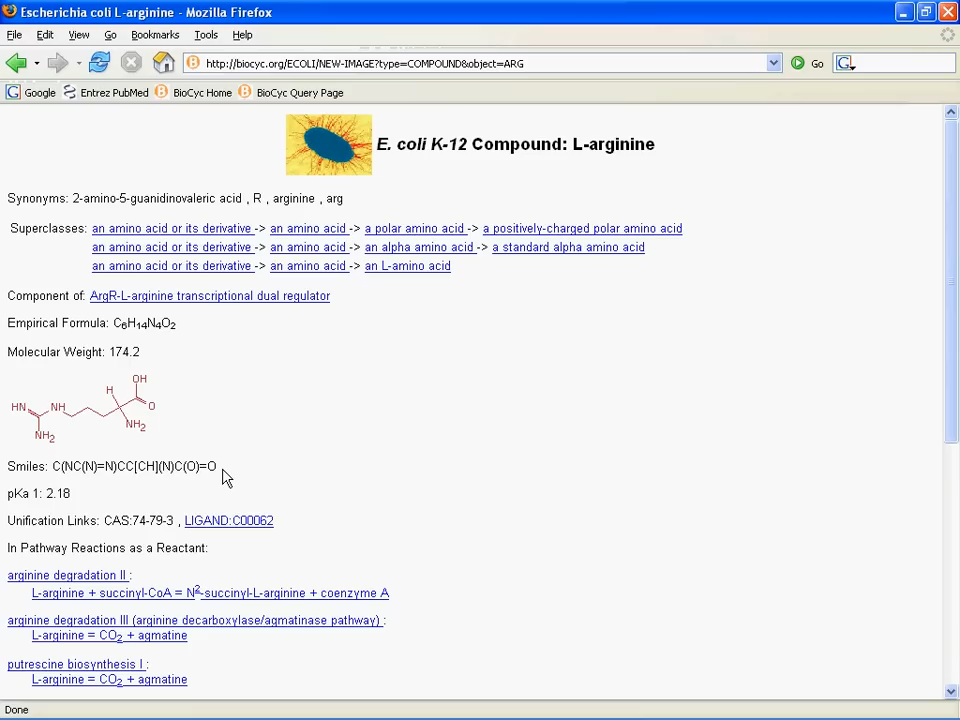 Escherichia coli L-arginine - Mozilla Firefox
File Edit View Go Bookmarks Tools Help
http://biocyc.org/ECOLI/NEW-IMAGE?type=COMPOUND&object=ARG Go
Google Entrez PubMed BioCyc Home BioCyc Query Page
E. coli K-12 Compound: L-arginine
Synonyms: 2-amino-5-guanidinovaleric acid , R , arginine , arg
Superclasses: an amino acid or its derivative -> an amino acid -> a polar amino acid -> a positively-charged polar amino acid
an amino acid or its derivative -> an amino acid -> an alpha amino acid -> a standard alpha amino acid
an amino acid or its derivative -> an amino acid -> an L-amino acid
Component of: ArgR-L-arginine transcriptional dual regulator
Empirical Formula: C6H14N4O2
Molecular Weight: 174.2
OH
H
HN NH O
NH2
NH2
Smiles: C(NC(N)=N)CC[CH](N)C(O)=O
pKa 1: 2.18
Unification Links: CAS:74-79-3 , LIGAND:C00062
In Pathway Reactions as a Reactant:
arginine degradation II :
L-arginine + succinyl-CoA = N2-succinyl-L-arginine + coenzyme A
arginine degradation III (arginine decarboxylase/agmatinase pathway) :
L-arginine = CO2 + agmatine
putrescine biosynthesis I :
L-arginine = CO2 + agmatine
Done